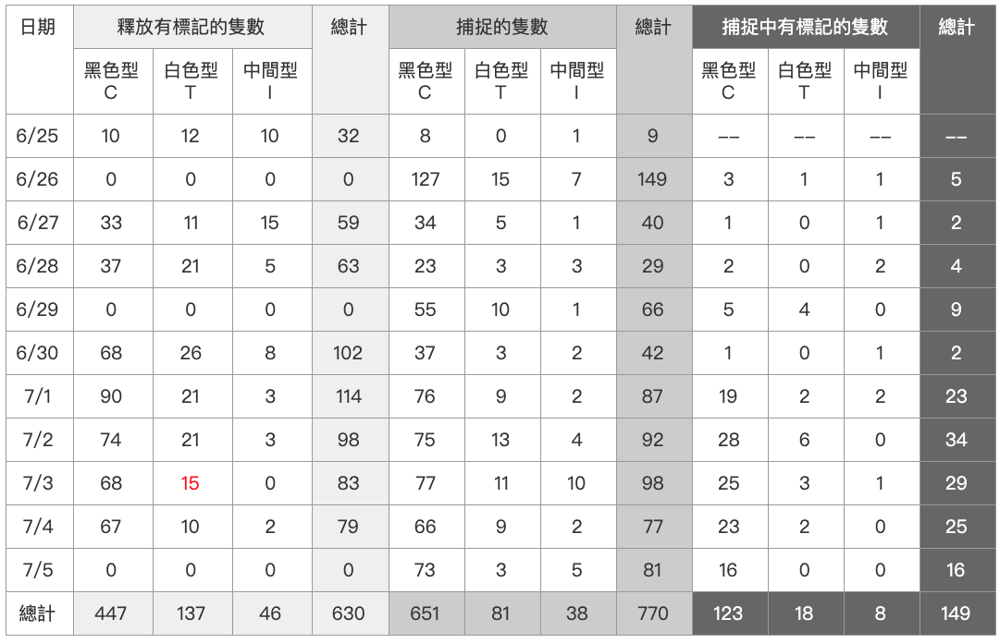 日期 釋放有標記的隻數 總計 捕捉的隻數 總計 捕捉中有標記的隻數 總計
黑色型 白色型 中間型 黑色型 白色型 中間型 黑色型 白色型 中間型
C T I C T I C T I
6/25 10 12 10 32 8 0 1 9 –– –– –– ––
6/26 0 0 0 0 127 15 7 149 3 1 1 5
6/27 33 11 15 59 34 5 1 40 1 0 1 2
6/28 37 21 5 63 23 3 3 29 2 0 2 4
6/29 0 0 0 0 55 10 1 66 5 4 0 9
6/30 68 26 8 102 37 3 2 42 1 0 1 2
7/1 90 21 3 114 76 9 2 87 19 2 2 23
7/2 74 21 3 98 75 13 4 92 28 6 0 34
7/3 68 15 0 83 77 11 10 98 25 3 1 29
7/4 67 10 2 79 66 9 2 77 23 2 0 25
7/5 0 0 0 0 73 3 5 81 16 0 0 16
總計 447 137 46 630 651 81 38 770 123 18 8 149